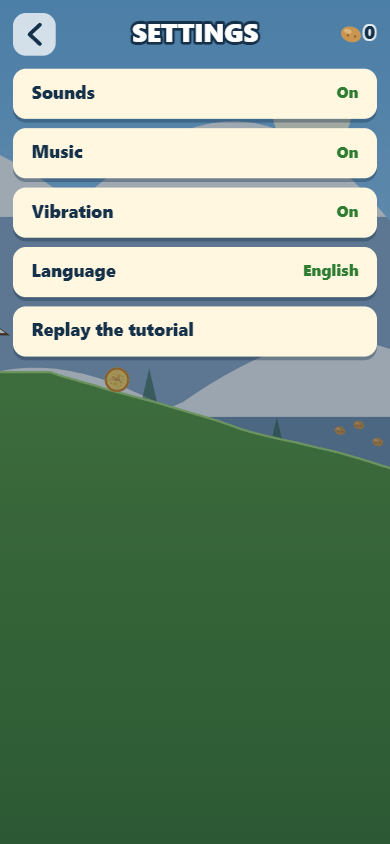 SETTINGS
0
Sounds On
Music On
Vibration On
Language English
Replay the tutorial